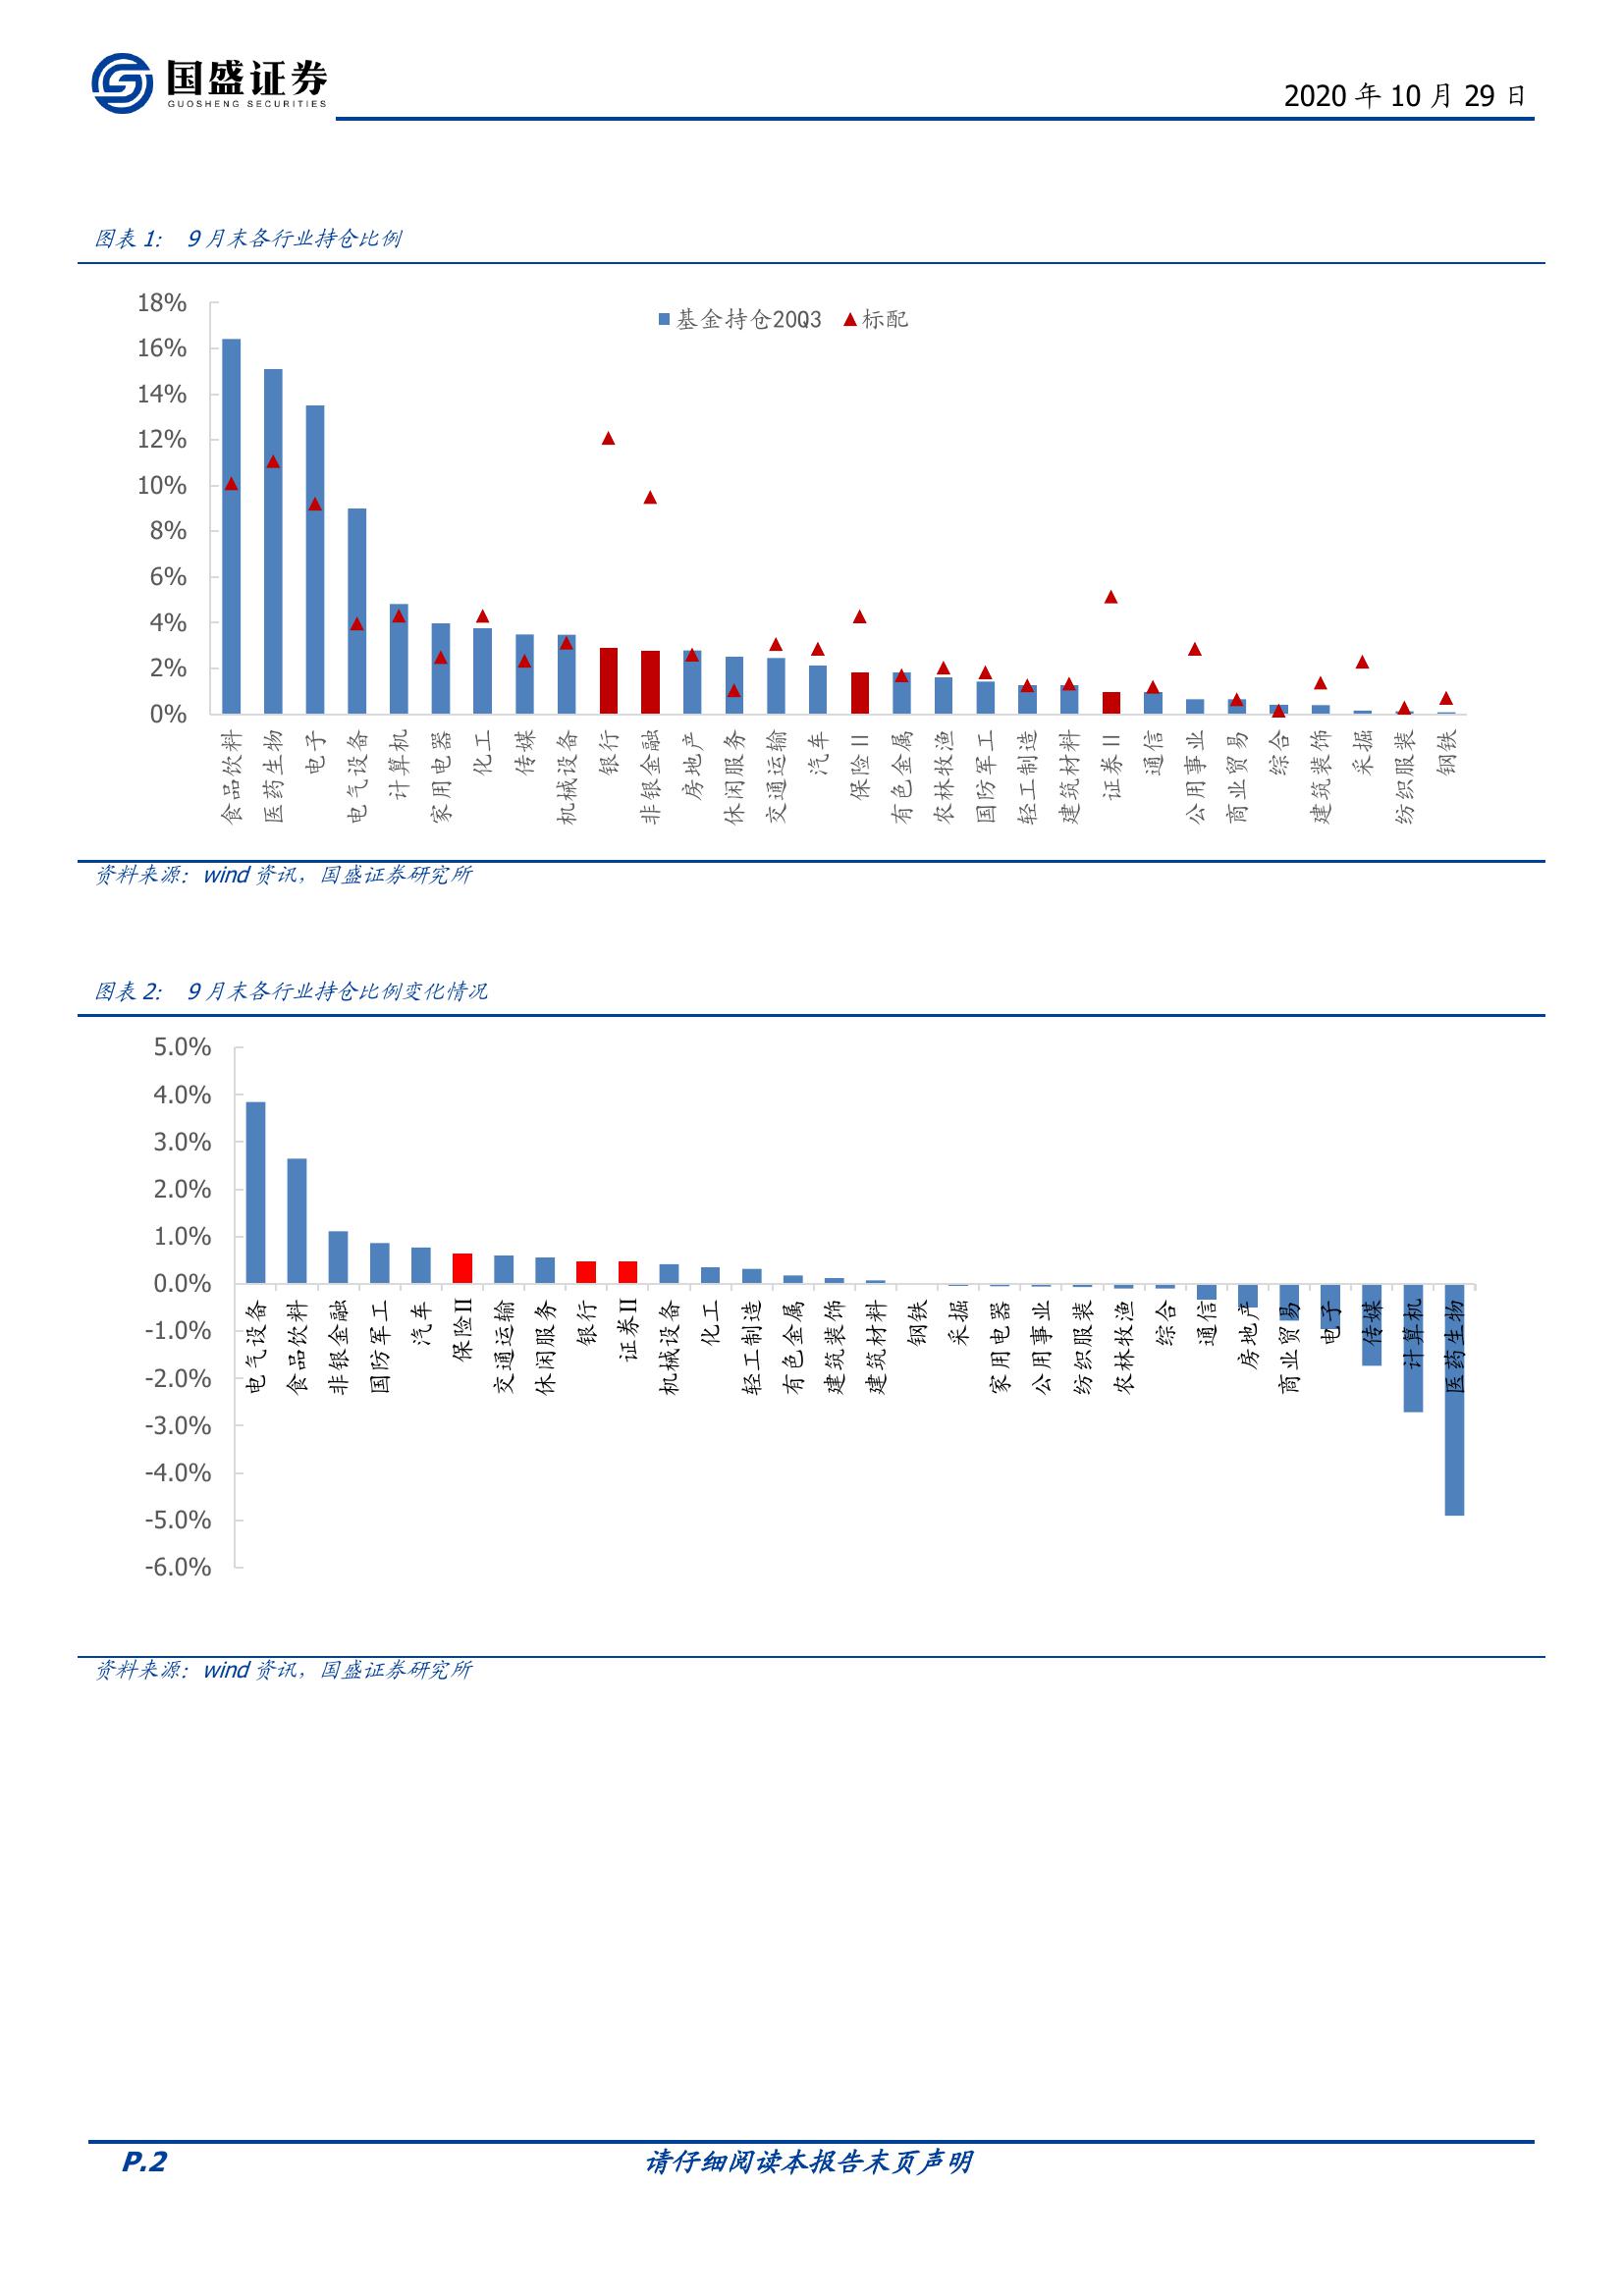 国盛证券
GUOSHENG SECURITIES
2020 年 10 月 29 日
图表 1： 9 月末各行业持仓比例
基金持仓20Q3 标配
18%
16%
14%
12%
10%
8%
6%
4%
2%
0%
食品饮料
医药生物
电子
电气设备
计算机
家用电器
化工
传媒
机械设备
银行
非银金融
房地产
休闲服务
交通运输
汽车
保险Ⅱ
有色金属
农林牧渔
国防军工
轻工制造
建筑材料
证券Ⅱ
通信
公用事业
商业贸易
综合
建筑装饰
采掘
纺织服装
钢铁
资料来源：wind 资讯，国盛证券研究所
图表 2： 9 月末各行业持仓比例变化情况
5.0%
4.0%
3.0%
2.0%
1.0%
0.0%
-1.0%
-2.0%
-3.0%
-4.0%
-5.0%
-6.0%
电气设备
食品饮料
非银金融
国防军工
汽车
保险Ⅱ
交通运输
休闲服务
银行
证券Ⅱ
机械设备
化工
轻工制造
有色金属
建筑装饰
建筑材料
钢铁
采掘
家用电器
公用事业
纺织服装
农林牧渔
综合
通信
房地产
商业贸易
电子
传媒
计算机
医药生物
资料来源：wind 资讯，国盛证券研究所
P.2
请仔细阅读本报告末页声明